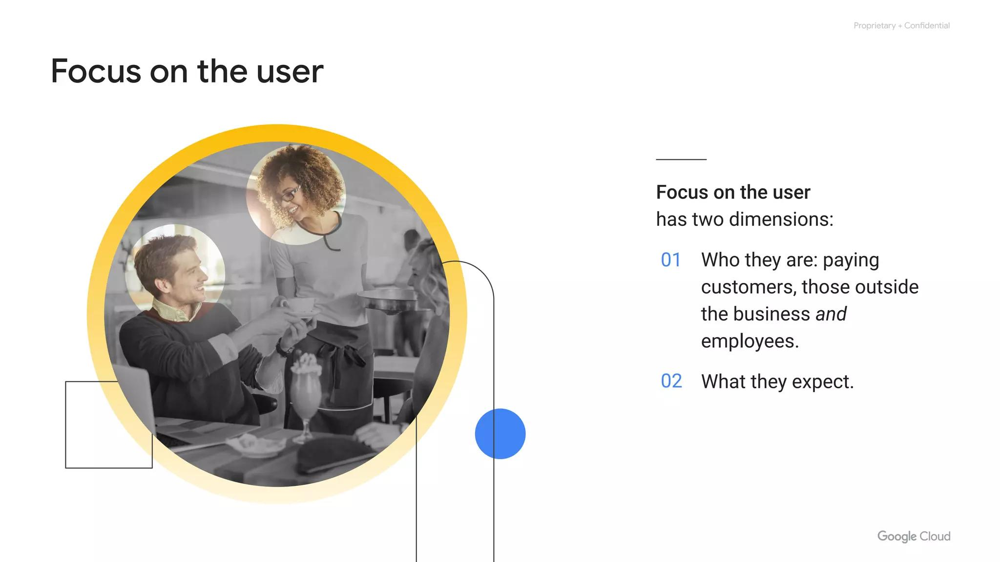 Proprietary + Confidential
Focus on the user
Focus on the user
has two dimensions:
01 Who they are: paying
customers, those outside
the business and
employees.
02 What they expect.
Google Cloud